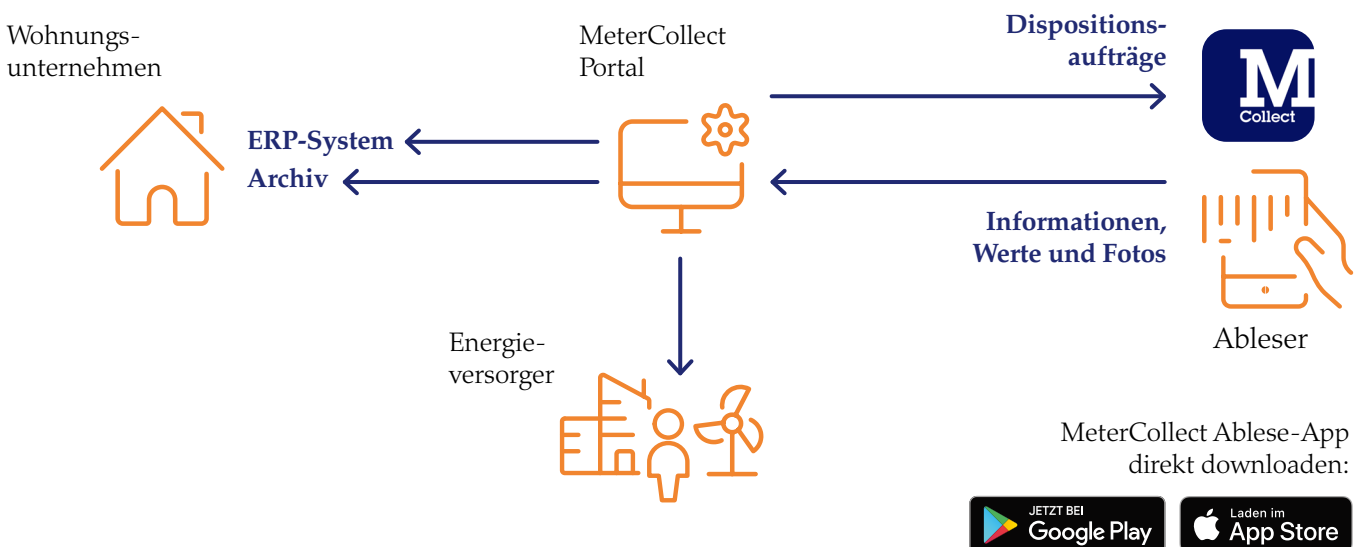 Wohnungs-
unternehmen
MeterCollect
Portal
Dispositions-
aufträge
M
Collect
ERP-System
Archiv
Informationen,
Werte und Fotos
Ableser
Energie-
versorger
MeterCollect Ablese-App
direkt downloaden:
JETZT BEI
Google Play
Laden im
App Store